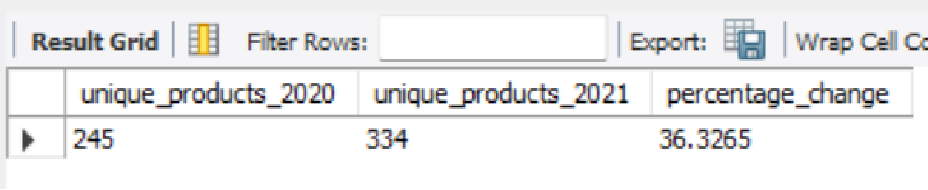 Result Grid Filter Rows: Export: Wrap Cell Co
unique_products_2020 unique_products_2021 percentage_change
245 334 36.3265